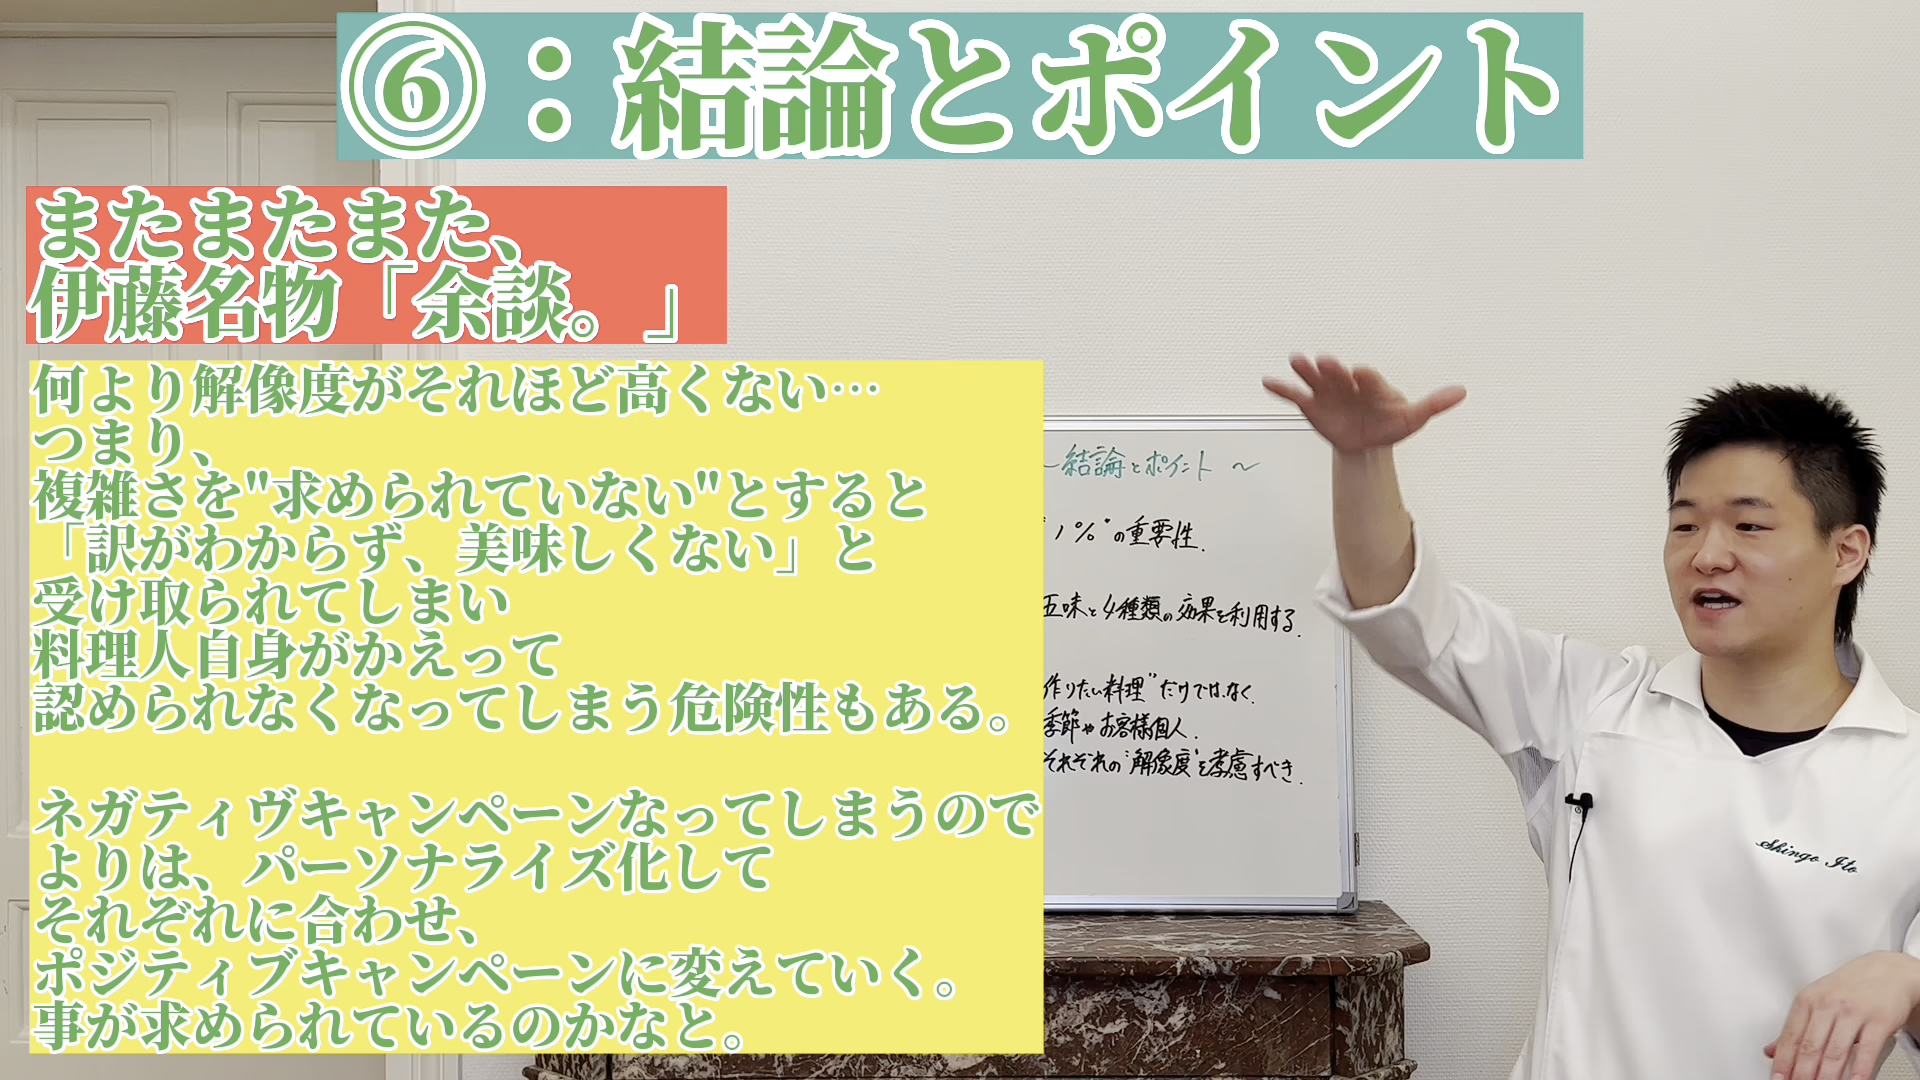 ⑥：結論とポイント
またまたまた、
伊藤名物「余談。」
何より解像度がそれほど高くない…
つまり、
複雑さを"求められていない"とすると
「訳がわからず、美味しくない」と
受け取られてしまい
料理人自身がかえって
認められなくなってしまう危険性もある。
ネガティヴキャンペーンなってしまうので
よりは、パーソナライズ化して
それぞれに合わせ、
ポジティブキャンペーンに変えていく。
事が求められているのかなと。
～結論とポイント～
"1%"の重要性.
五味と4種類の効果を利用する.
作りたい料理"だけではなく.
季節やお客様個人.
それぞれの"解像度"を考慮すべき.
Shingo Ito